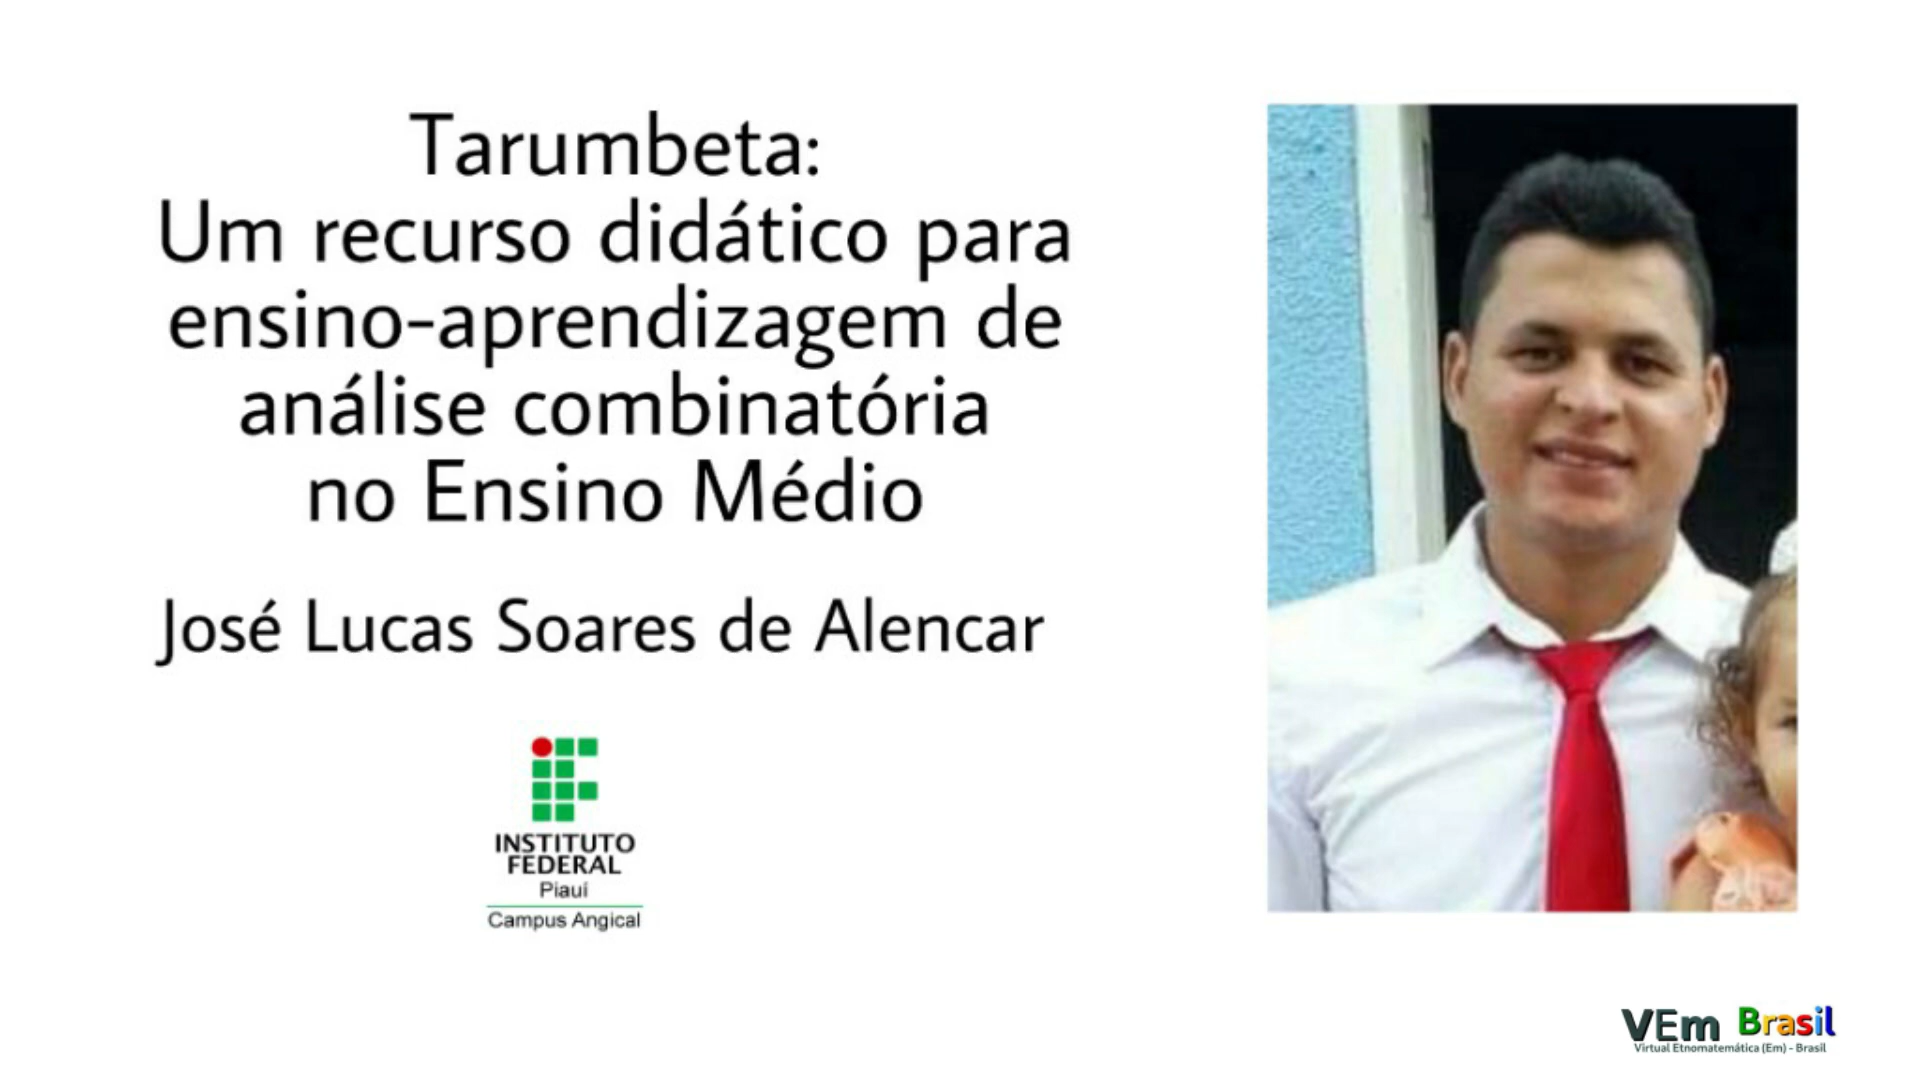 Tarumbeta:
Um recurso didático para
ensino-aprendizagem de
análise combinatória
no Ensino Médio
José Lucas Soares de Alencar
INSTITUTO
FEDERAL
Piauí
Campus Angical
VEm Brasil
Virtual Etnomatemática (Em) - Brasil